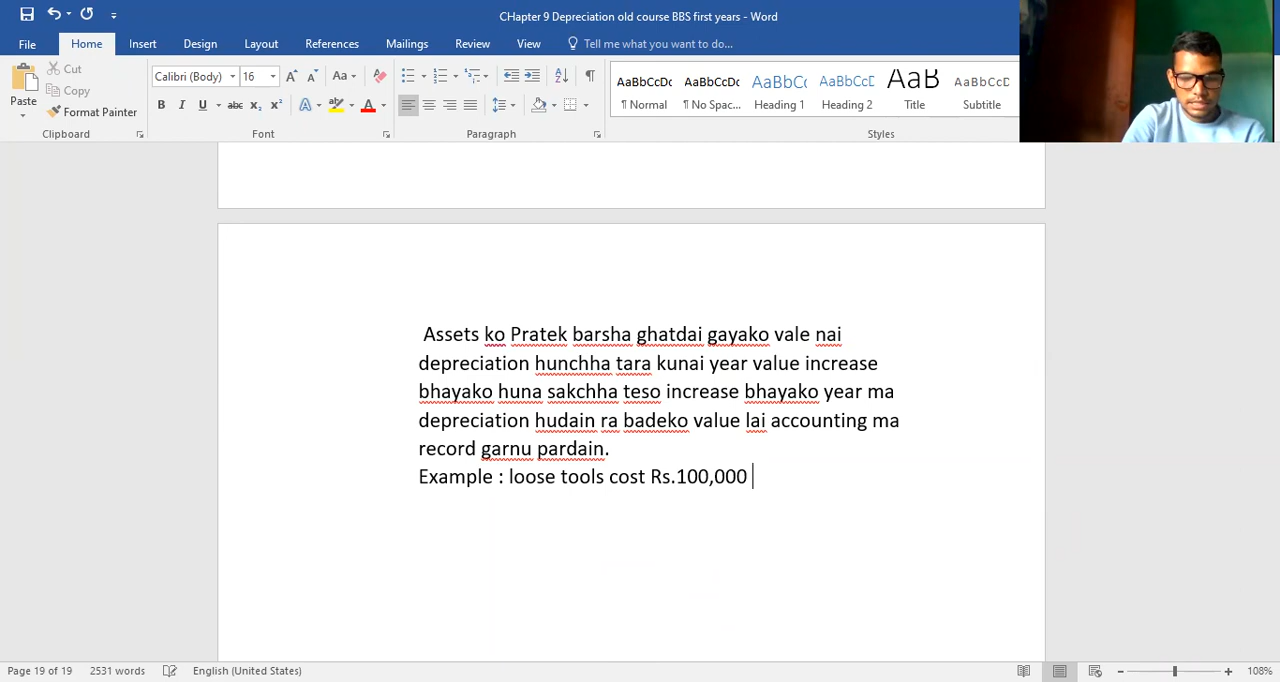 CHapter 9 Depreciation old course BBS first years - Word
File Home Insert Design Layout References Mailings Review View Tell me what you want to do...
Paste
Cut
Copy
Format Painter
Clipboard
Calibri (Body) 16
Font
Paragraph
AaBbCcDc AaBbCcDc AaBbCc AaBbCcE AaB AaBbCcD
¶ Normal ¶ No Spac... Heading 1 Heading 2 Title Subtitle
Styles
Assets ko Pratek barsha ghatdai gayako vale nai
depreciation hunchha tara kunai year value increase
bhayako huna sakchha teso increase bhayako year ma
depreciation hudain ra badeko value lai accounting ma
record garnu pardain.
Example : loose tools cost Rs.100,000
Page 19 of 19 2531 words English (United States) 108%